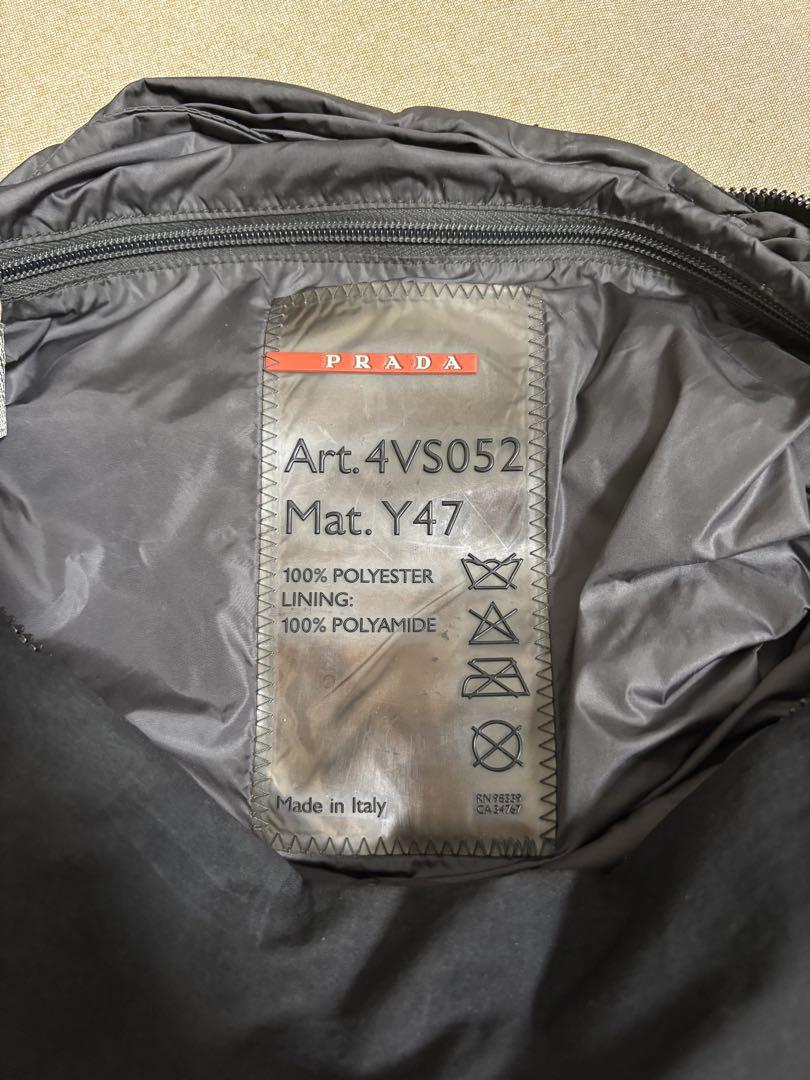 PRADA
Art. 4VS052
Mat. Y47
100% POLYESTER
LINING:
100% POLYAMIDE
Made in Italy
RN 98339
CA 34767